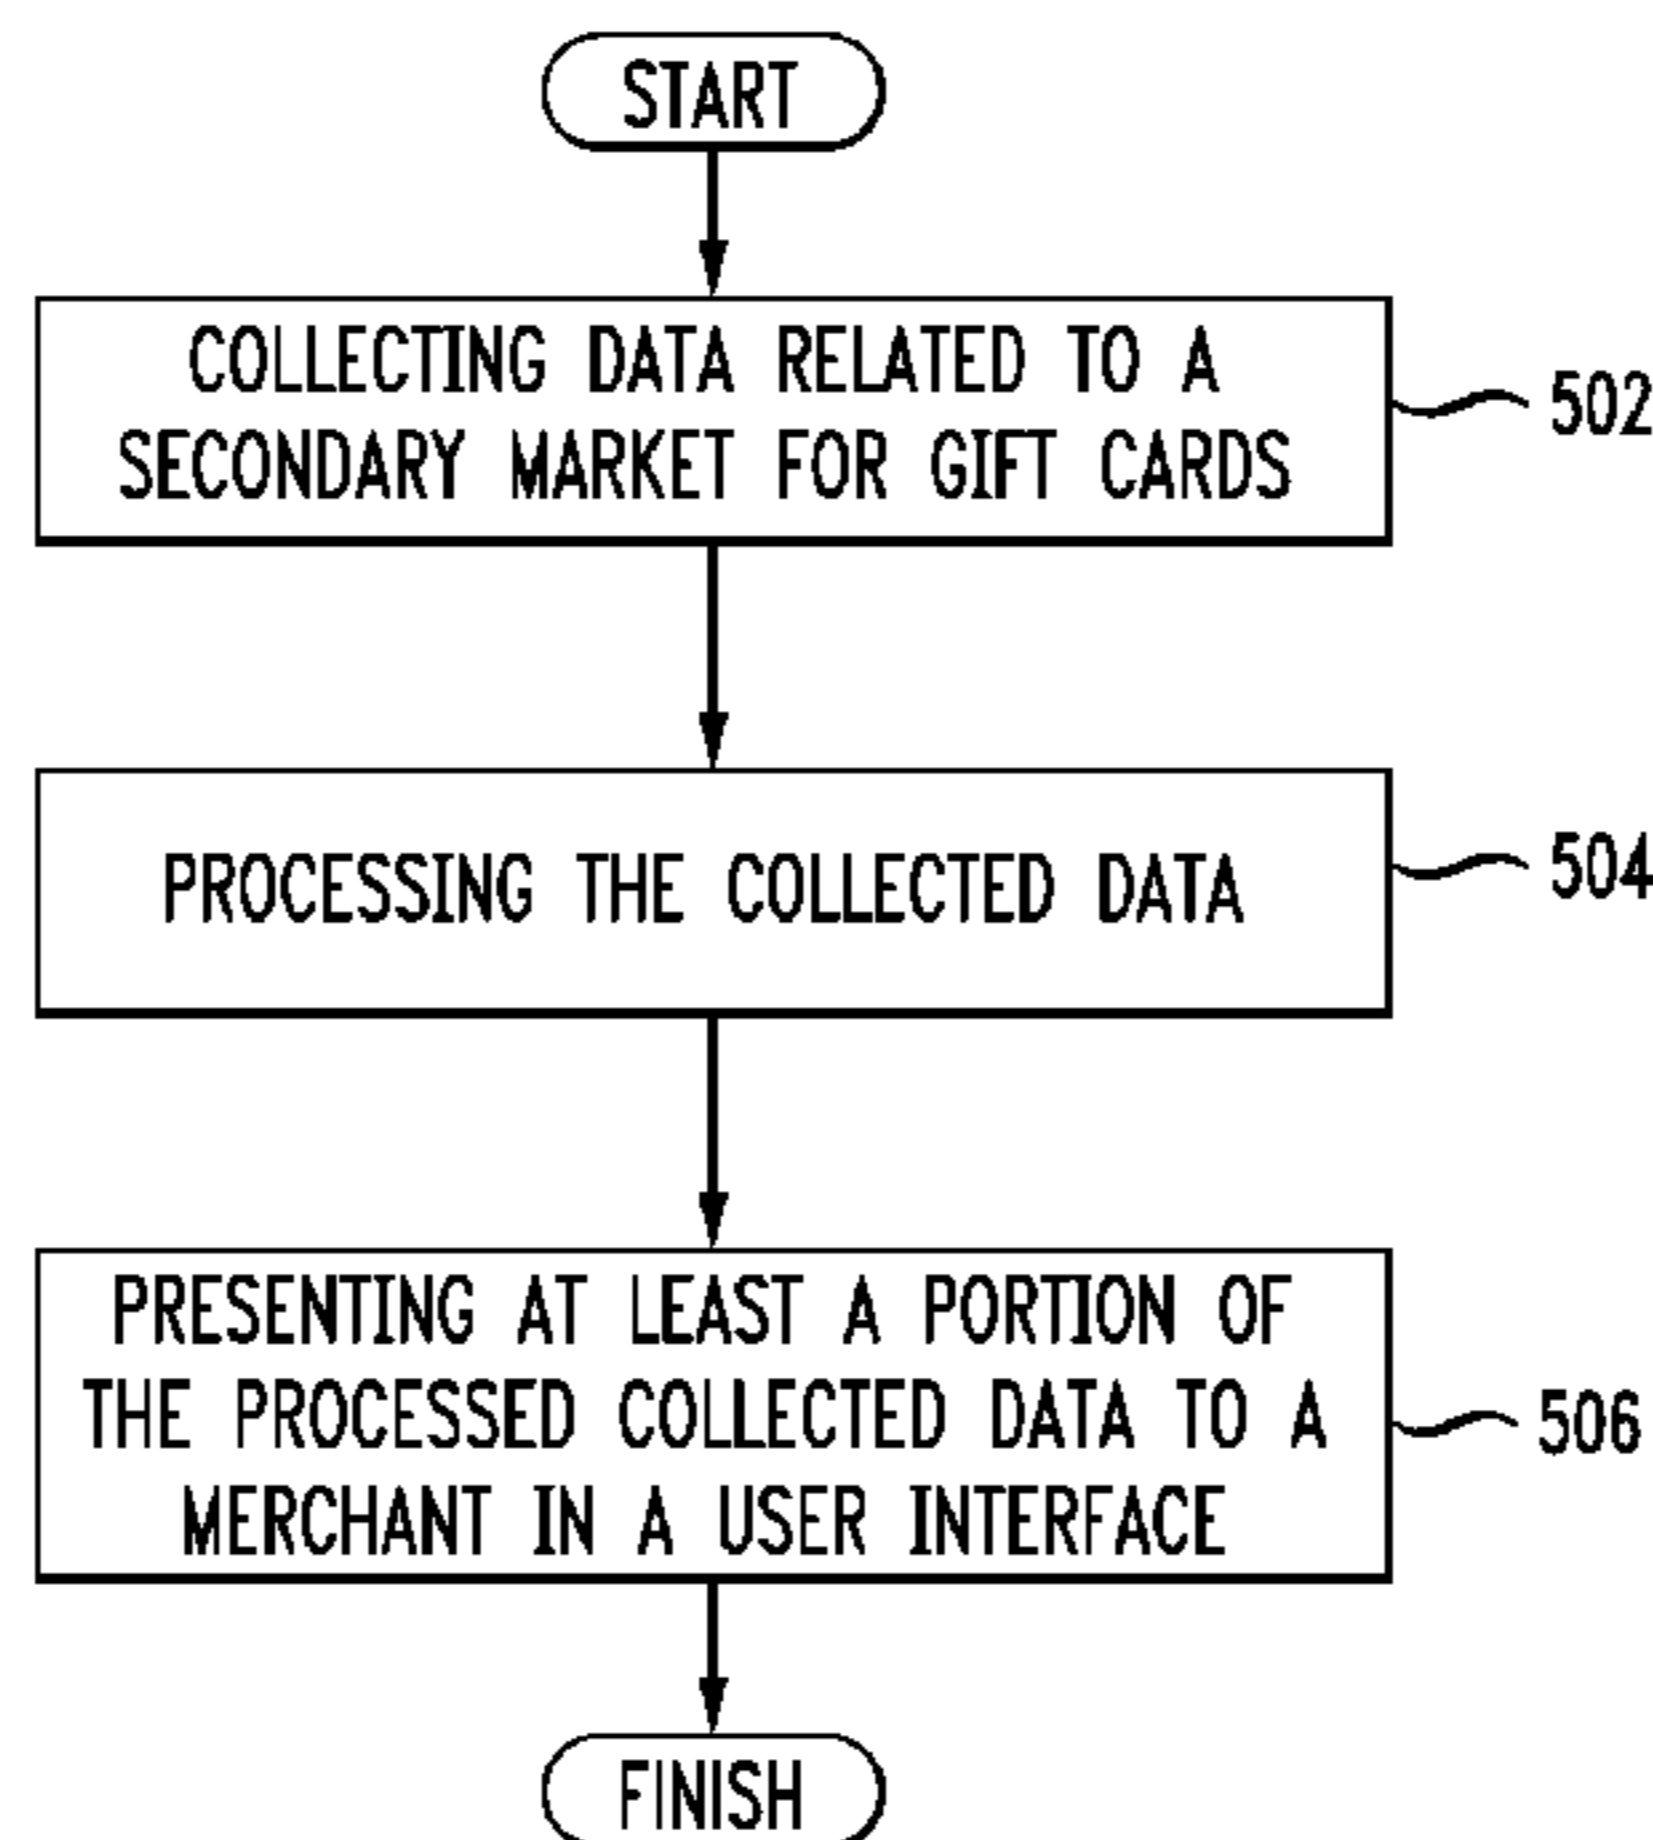 START
COLLECTING DATA RELATED TO A
SECONDARY MARKET FOR GIFT CARDS
502
PROCESSING THE COLLECTED DATA
504
PRESENTING AT LEAST A PORTION OF
THE PROCESSED COLLECTED DATA TO A
MERCHANT IN A USER INTERFACE
506
FINISH